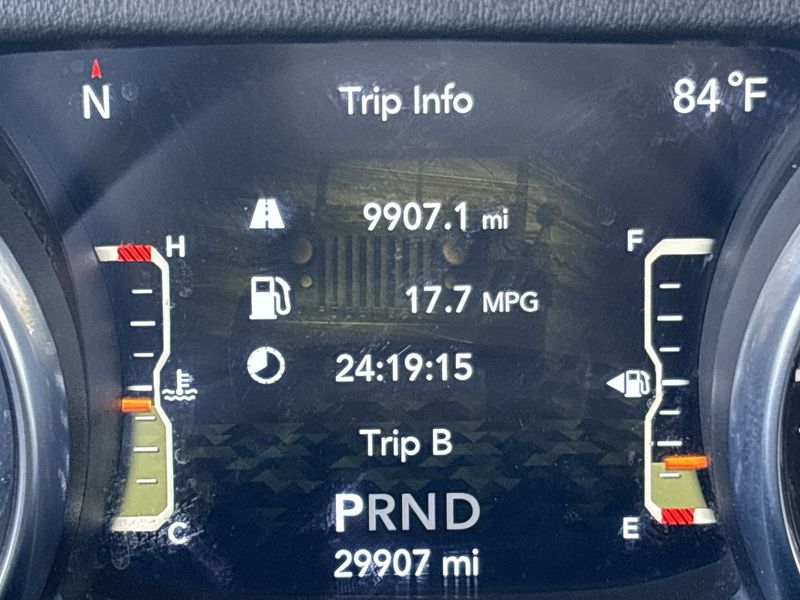 N Trip Info 84°F
9907.1 mi
H F
17.7 MPG
24:19:15
Trip B
PRND
C E
29907 mi